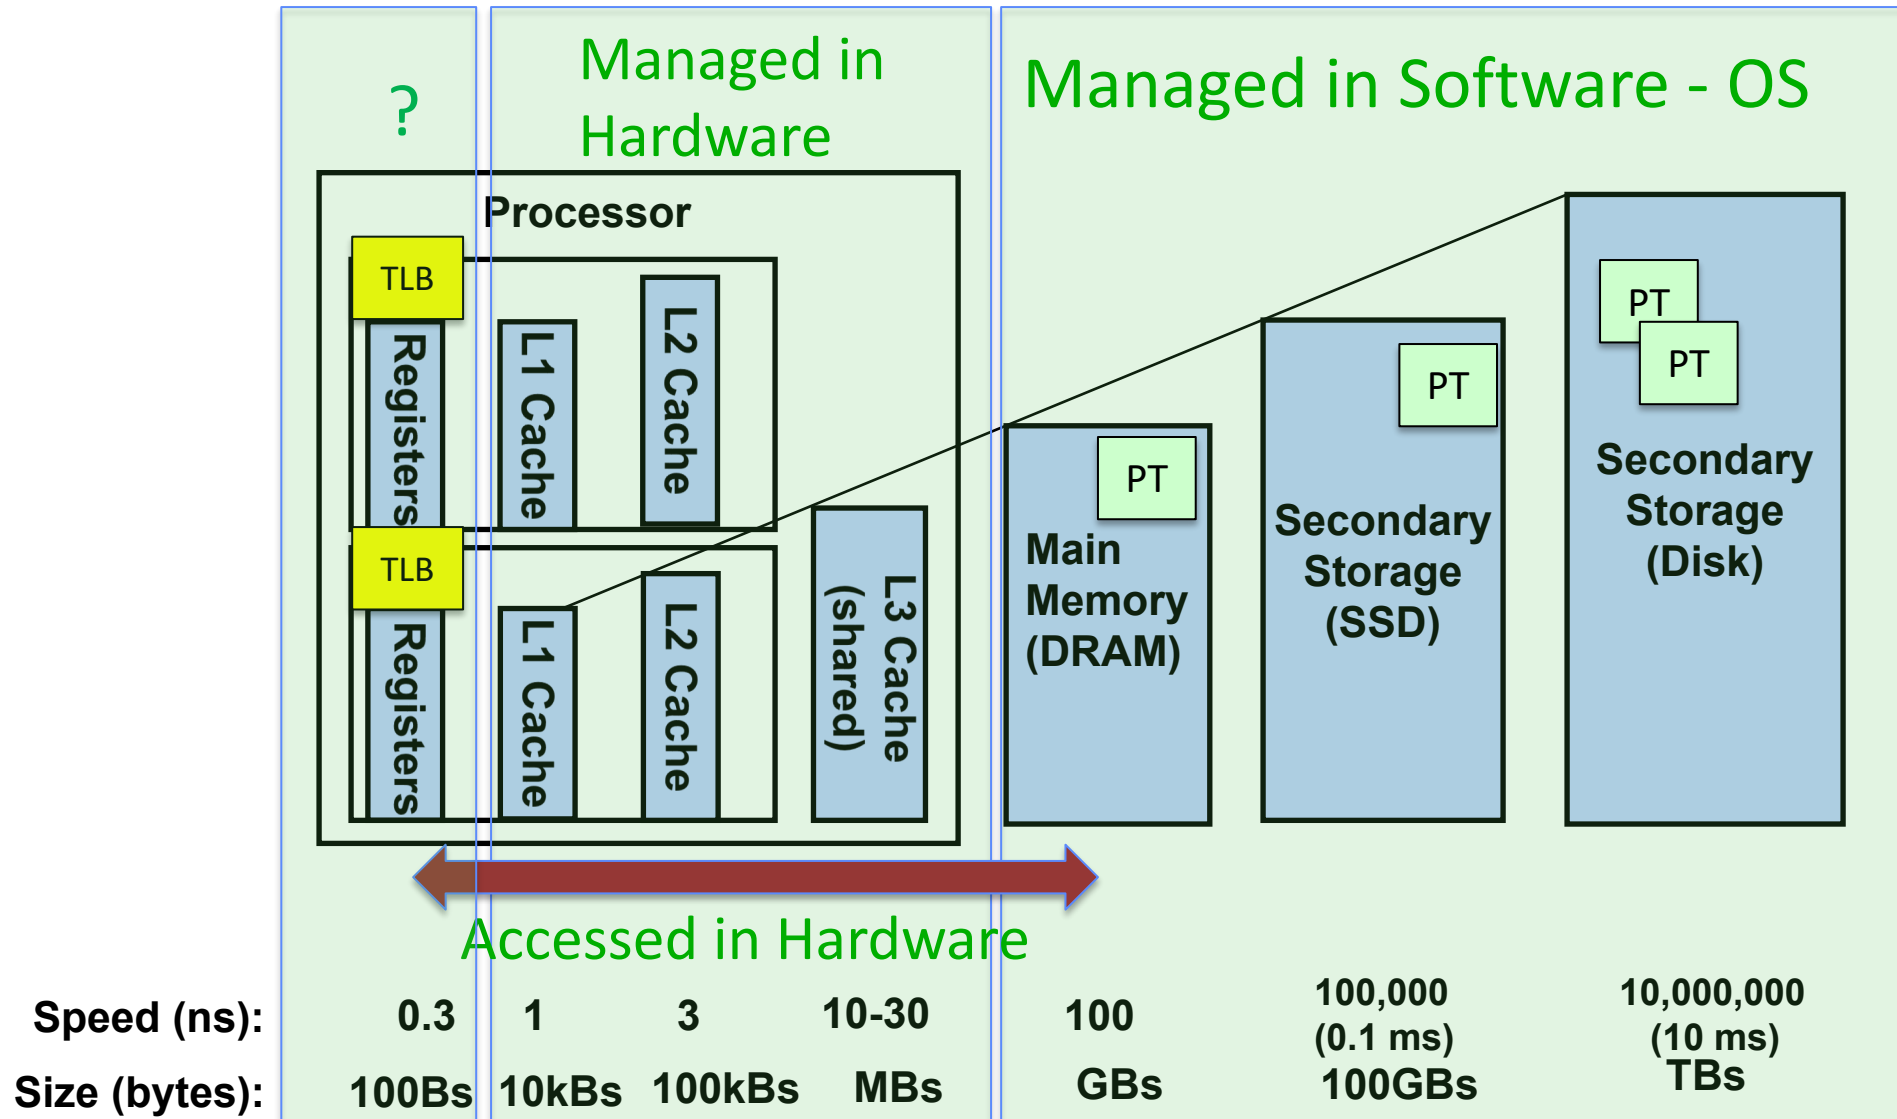 ?
Managed in
Hardware
Managed in Software - OS
Processor
TLB
Registers
L1 Cache
L2 Cache
TLB
Registers
L1 Cache
L2 Cache
L3 Cache
(shared)
PT
Main
Memory
(DRAM)
PT
Secondary
Storage
(SSD)
PT
PT
Secondary
Storage
(Disk)
Accessed in Hardware
Speed (ns): 0.3 1 3 10-30 100 100,000 (0.1 ms) 10,000,000 (10 ms)
Size (bytes): 100Bs 10kBs 100kBs MBs GBs 100GBs TBs